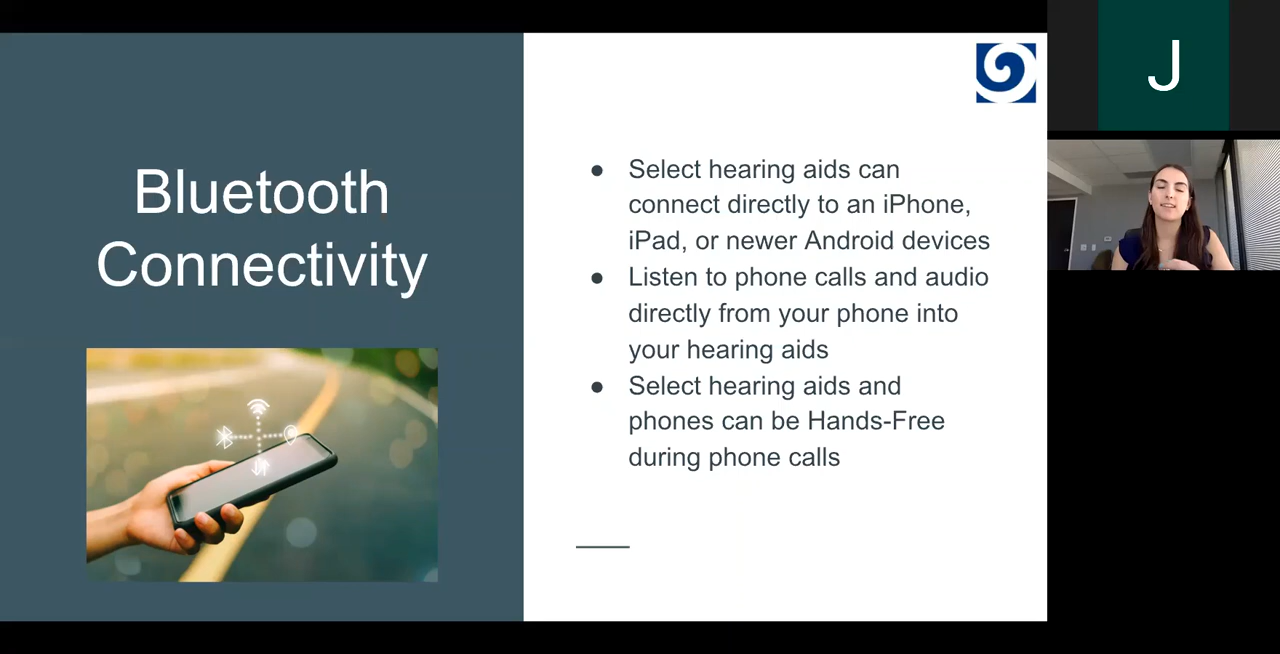 Bluetooth
Connectivity
● Select hearing aids can
connect directly to an iPhone,
iPad, or newer Android devices
● Listen to phone calls and audio
directly from your phone into
your hearing aids
● Select hearing aids and
phones can be Hands-Free
during phone calls
J